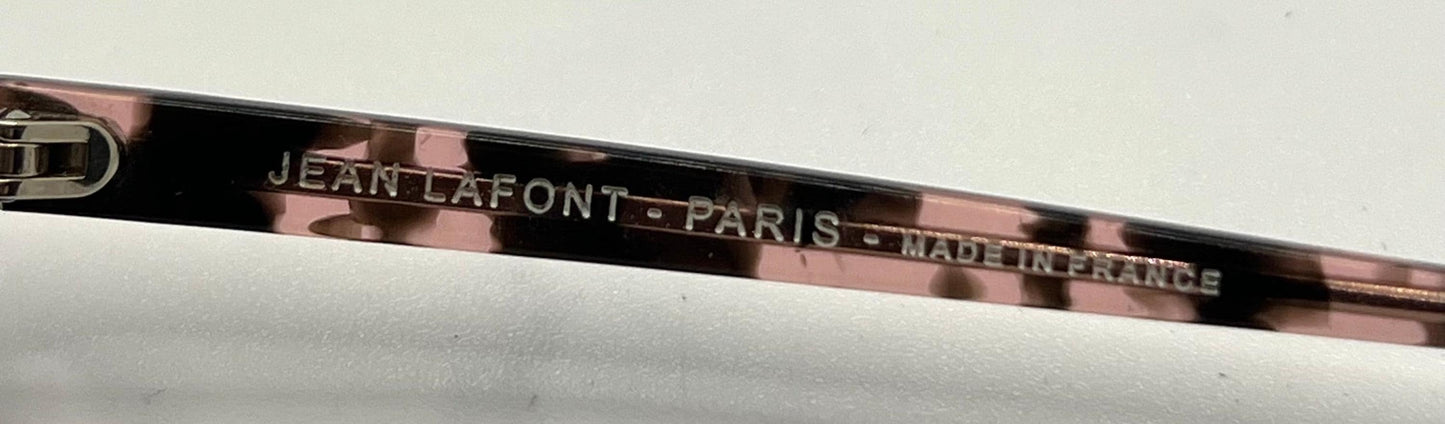 JEAN LAFONT - PARIS - MADE IN FRANCE